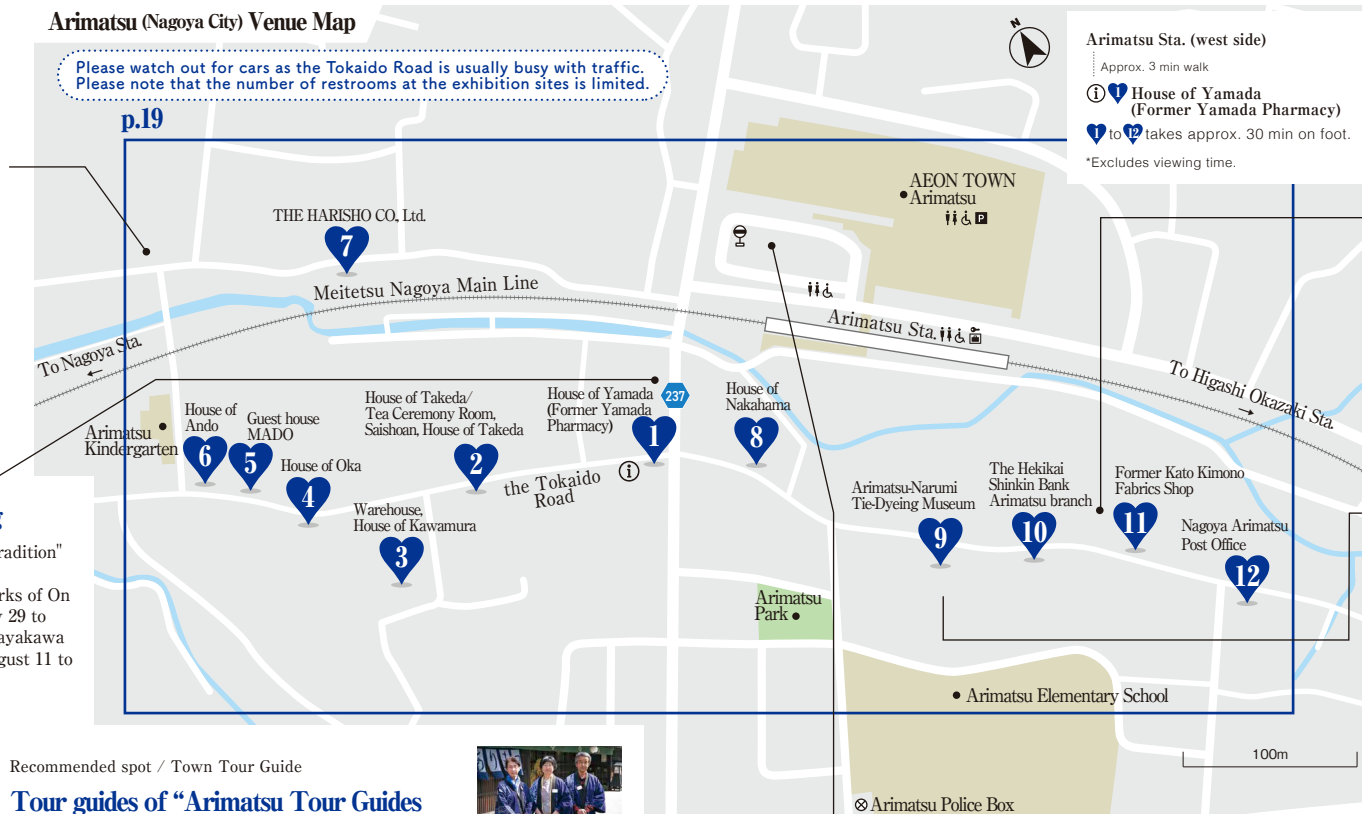 Arimatsu (Nagoya City) Venue Map
Please watch out for cars as the Tokaido Road is usually busy with traffic.
Please note that the number of restrooms at the exhibition sites is limited.
p.19
N
Arimatsu Sta. (west side)
Approx. 3 min walk
i 1 House of Yamada
(Former Yamada Pharmacy)
1 to 12 takes approx. 30 min on foot.
*Excludes viewing time.
AEON TOWN
Arimatsu
P
THE HARISHO CO., Ltd.
7
Meitetsu Nagoya Main Line
Arimatsu Sta.
To Nagoya Sta.
←
To Higashi Okazaki Sta.
→
Arimatsu
Kindergarten
House of
Ando
6
Guest house
MADO
5
House of Oka
4
House of Takeda/
Tea Ceremony Room,
Saishoan, House of Takeda
2
Warehouse,
House of Kawamura
3
House of Yamada
(Former Yamada
Pharmacy)
1
237
i
the Tokaido
Road
House of
Nakahama
8
Arimatsu-Narumi
Tie-Dyeing Museum
9
The Hekikai
Shinkin Bank
Arimatsu branch
10
Former Kato Kimono
Fabrics Shop
11
Nagoya Arimatsu
Post Office
12
Arimatsu
Park
Arimatsu Elementary School
100m
Arimatsu Police Box
radition"
rks of On
29 to
ayakawa
gust 11 to
Recommended spot / Town Tour Guide
Tour guides of “Arimatsu Tour Guides